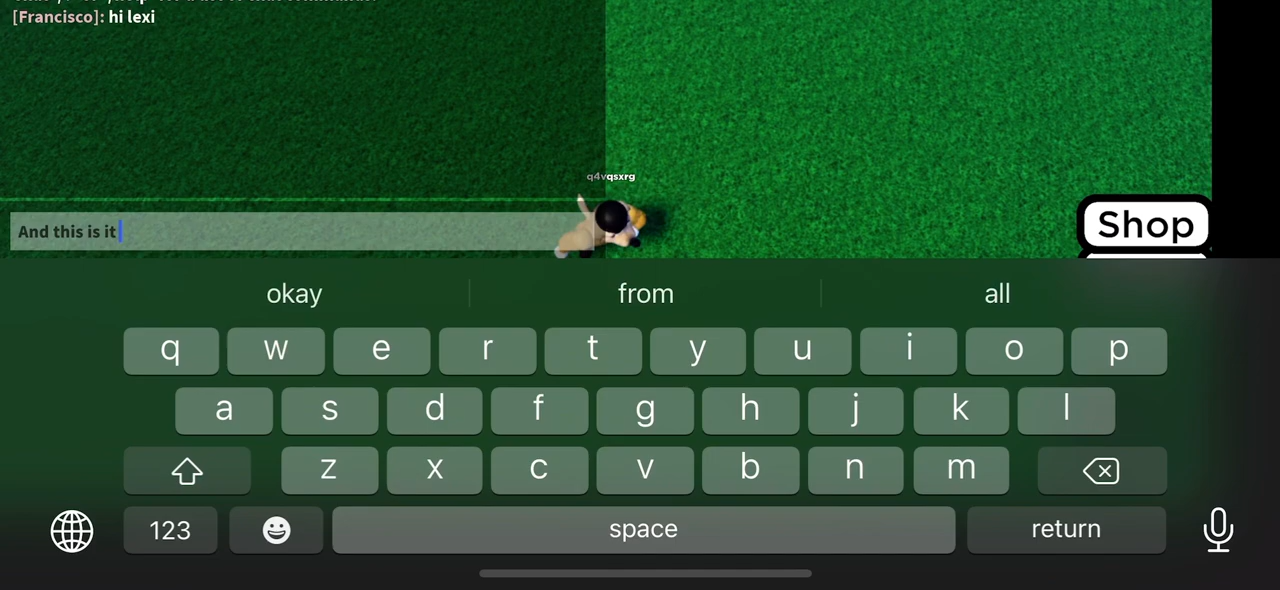 [Francisco]: hi lexi
q4vqsxrg
And this is it
Shop
okay from all
q w e r t y u i o p
a s d f g h j k l
z x c v b n m
123 space return